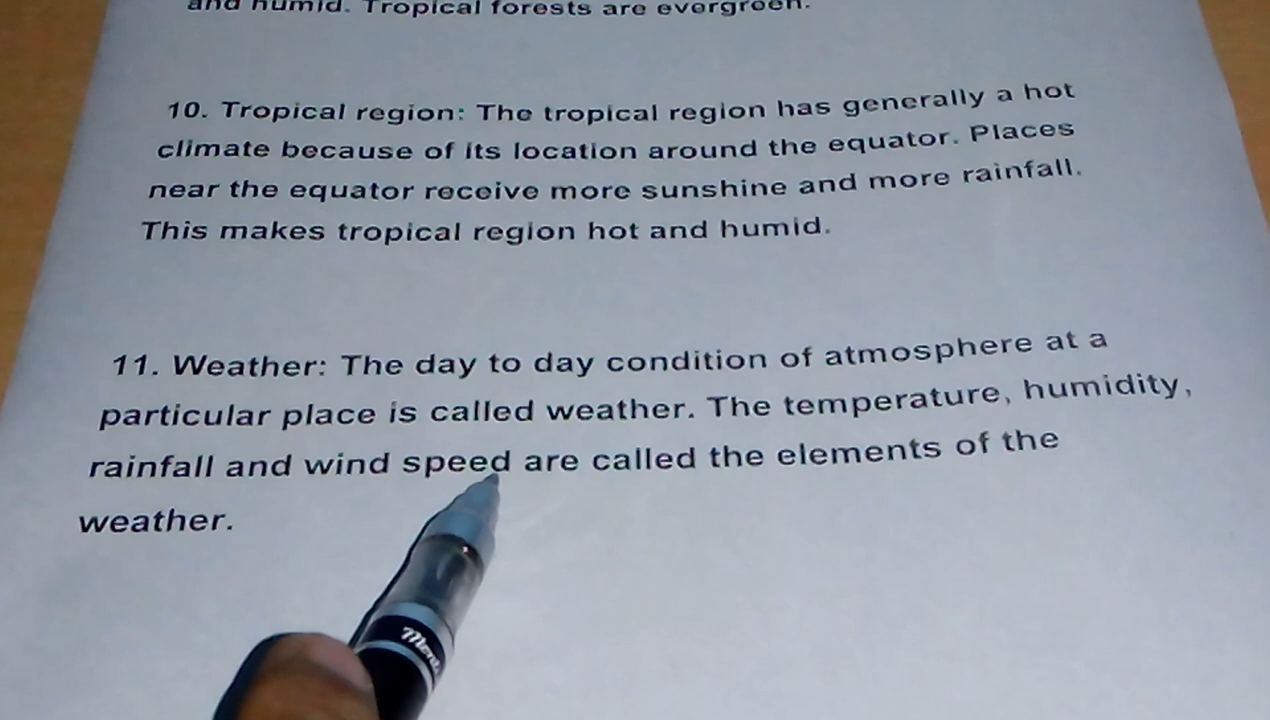 and humid. Tropical forests are evergreen.
10. Tropical region: The tropical region has generally a hot
climate because of its location around the equator. Places
near the equator receive more sunshine and more rainfall.
This makes tropical region hot and humid.
11. Weather: The day to day condition of atmosphere at a
particular place is called weather. The temperature, humidity,
rainfall and wind speed are called the elements of the
weather.